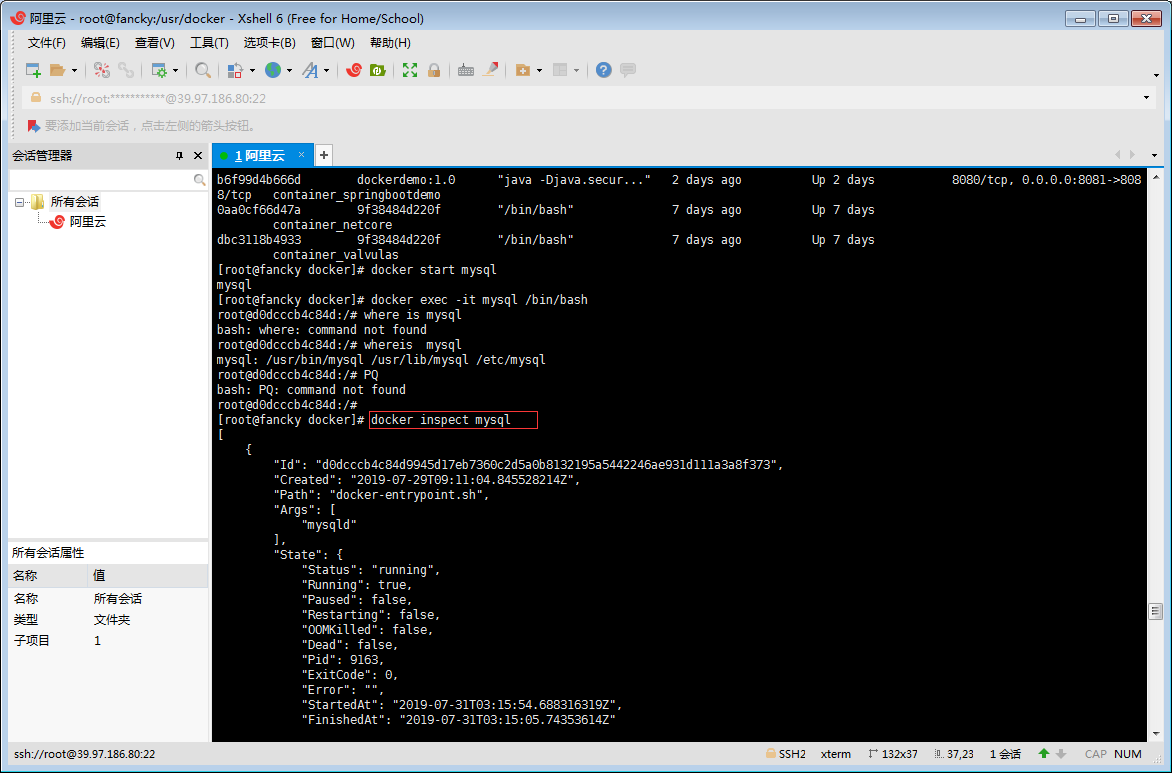 阿里云 - root@fancky:/usr/docker - Xshell 6 (Free for Home/School)
文件(F) 编辑(E) 查看(V) 工具(T) 选项卡(B) 窗口(W) 帮助(H)
ssh://root:***********@39.97.186.80:22
要添加当前会话，点击左侧的箭头按钮。
会话管理器
所有会话
阿里云
所有会话属性
名称 值
名称 所有会话
类型 文件夹
子项目 1
1 阿里云 × +
b6f99d4b666d dockerdemo:1.0 "java -Djava.secur..." 2 days ago Up 2 days 8080/tcp, 0.0.0.0:8081->808
8/tcp container_springbootdemo
0aa0cf66d47a 9f38484d220f "/bin/bash" 7 days ago Up 7 days
container_netcore
dbc3118b4933 9f38484d220f "/bin/bash" 7 days ago Up 7 days
container_valvulas
[root@fancky docker]# docker start mysql
mysql
[root@fancky docker]# docker exec -it mysql /bin/bash
root@d0dcccb4c84d:/# where is mysql
bash: where: command not found
root@d0dcccb4c84d:/# whereis  mysql
mysql: /usr/bin/mysql /usr/lib/mysql /etc/mysql
root@d0dcccb4c84d:/# PQ
bash: PQ: command not found
root@d0dcccb4c84d:/#
[root@fancky docker]# docker inspect mysql
[
{
"Id": "d0dcccb4c84d9945d17eb7360c2d5a0b8132195a5442246ae931d111a3a8f373",
"Created": "2019-07-29T09:11:04.845528214Z",
"Path": "docker-entrypoint.sh",
"Args": [
"mysqld"
],
"State": {
"Status": "running",
"Running": true,
"Paused": false,
"Restarting": false,
"OOMKilled": false,
"Dead": false,
"Pid": 9163,
"ExitCode": 0,
"Error": "",
"StartedAt": "2019-07-31T03:15:54.688316319Z",
"FinishedAt": "2019-07-31T03:15:05.74353614Z"
ssh://root@39.97.186.80:22 SSH2 xterm 132x37 37,23 1 会话 CAP NUM